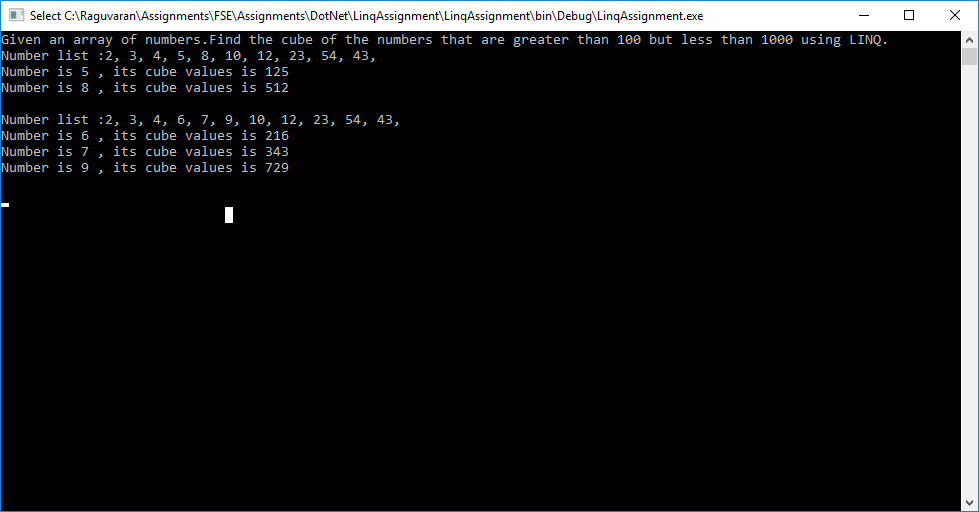 Select C:\Raguvaran\Assignments\FSE\Assignments\DotNet\LinqAssignment\LinqAssignment\bin\Debug\LinqAssignment.exe
Given an array of numbers.Find the cube of the numbers that are greater than 100 but less than 1000 using LINQ.
Number list :2, 3, 4, 5, 8, 10, 12, 23, 54, 43,
Number is 5 , its cube values is 125
Number is 8 , its cube values is 512
Number list :2, 3, 4, 6, 7, 9, 10, 12, 23, 54, 43,
Number is 6 , its cube values is 216
Number is 7 , its cube values is 343
Number is 9 , its cube values is 729